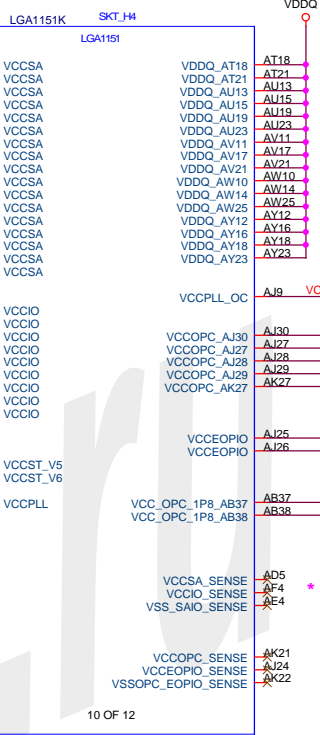 VDDQ
LGA1151K SKT_H4
LGA1151
VCCSA VDDQ_AT18 AT18
VCCSA VDDQ_AT21 AT21
VCCSA VDDQ_AU13 AU13
VCCSA VDDQ_AU15 AU15
VCCSA VDDQ_AU19 AU19
VCCSA VDDQ_AU23 AU23
VCCSA VDDQ_AV11 AV11
VCCSA VDDQ_AV17 AV17
VCCSA VDDQ_AV21 AV21
VCCSA VDDQ_AW10 AW10
VCCSA VDDQ_AW14 AW14
VCCSA VDDQ_AW25 AW25
VCCSA VDDQ_AY12 AY12
VCCSA VDDQ_AY16 AY16
VCCSA VDDQ_AY18 AY18
VCCSA VDDQ_AY23 AY23
VCCSA
VCCPLL_OC AJ9 VC
VCCIO
VCCIO
VCCIO VCCOPC_AJ30 AJ30
VCCIO VCCOPC_AJ27 AJ27
VCCIO VCCOPC_AJ28 AJ28
VCCIO VCCOPC_AJ29 AJ29
VCCIO VCCOPC_AK27 AK27
VCCIO
VCCIO
VCCEOPIO AJ25
VCCEOPIO AJ26
VCCST_V5
VCCST_V6
VCCPLL VCC_OPC_1P8_AB37 AB37
VCC_OPC_1P8_AB38 AB38
VCCSA_SENSE AD5
VCCIO_SENSE AF4 *
VSS_SAIO_SENSE AE4
VCCOPC_SENSE AK21
VCCEOPIO_SENSE AJ24
VSSOPC_EOPIO_SENSE AK22
10 OF 12
.ru